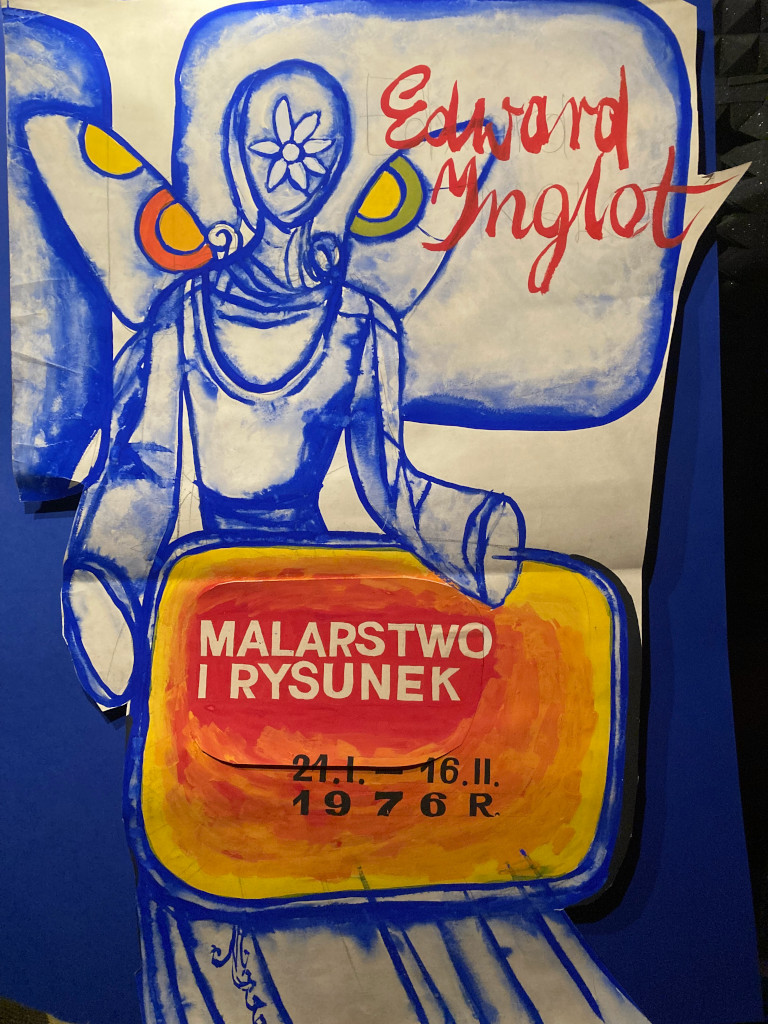 Edward
Inglot
MALARSTWO
I RYSUNEK
21.I. — 16.II.
1976 R.